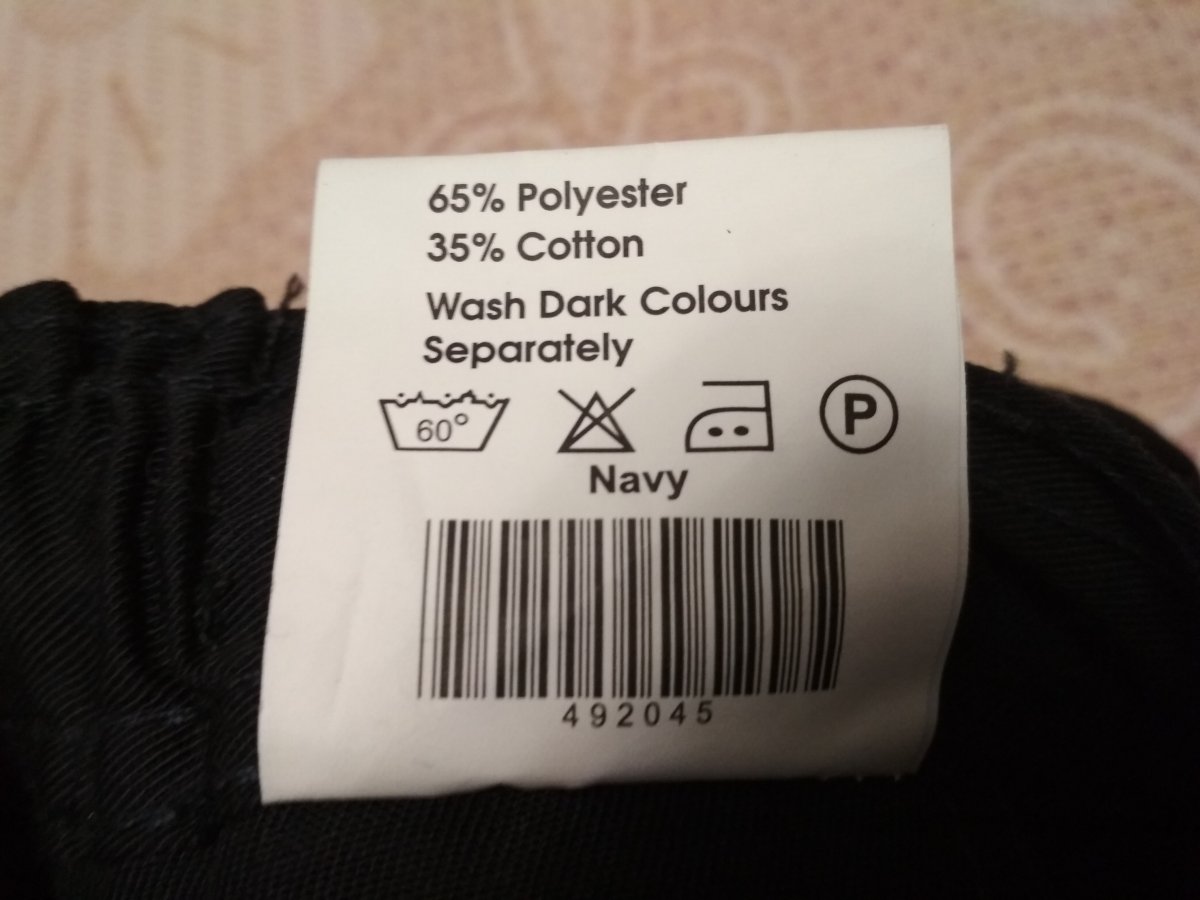 65% Polyester
35% Cotton
Wash Dark Colours
Separately
60° P
Navy
492045